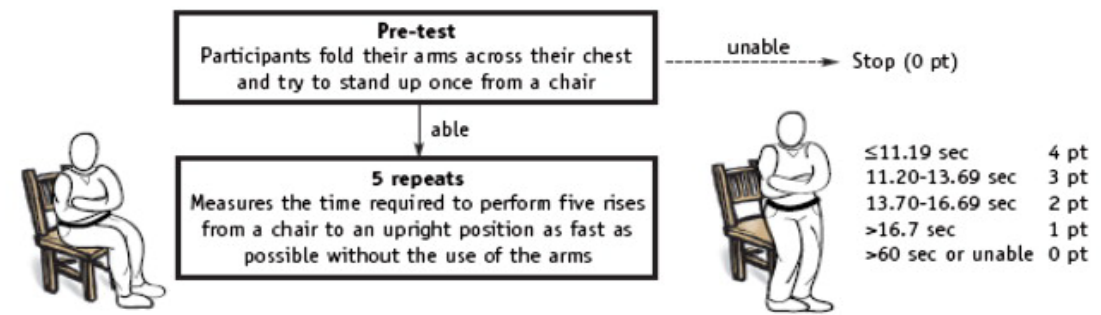 Pre-test
Participants fold their arms across their chest
and try to stand up once from a chair
unable
Stop (0 pt)
able
5 repeats
Measures the time required to perform five rises
from a chair to an upright position as fast as
possible without the use of the arms
≤11.19 sec 4 pt
11.20-13.69 sec 3 pt
13.70-16.69 sec 2 pt
>16.7 sec 1 pt
>60 sec or unable 0 pt